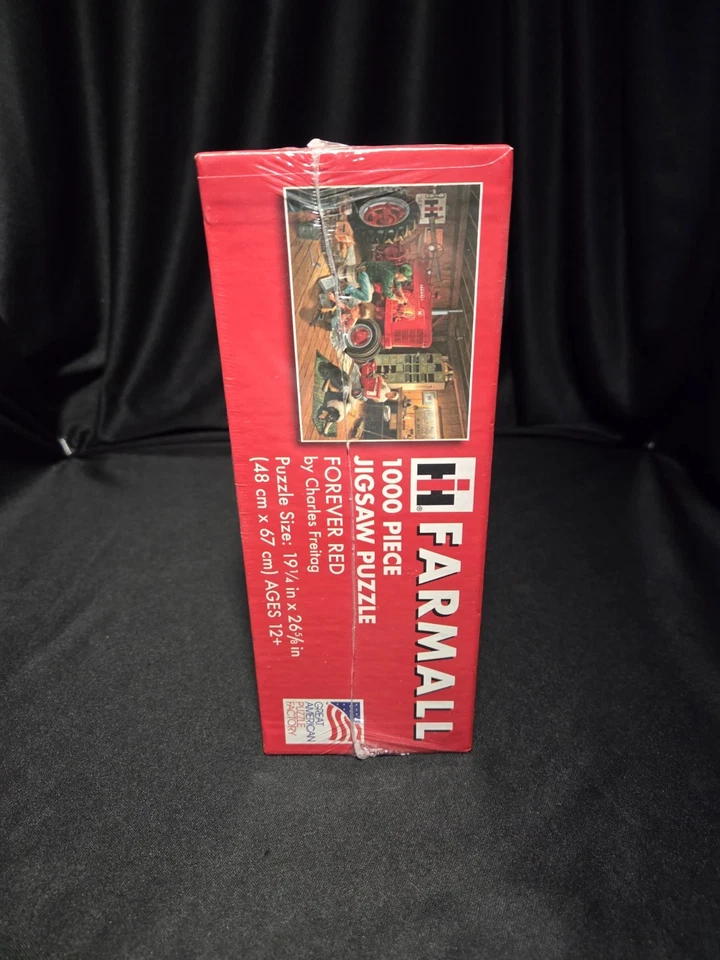 FARMALL
®
1000 PIECE
JIGSAW PUZZLE
FOREVER RED
by Charles Freitag
Puzzle Size: 19¼ in x 26⅝ in
(48 cm x 67 cm) AGES 12+
GREAT
AMERICAN
PUZZLE
FACTORY